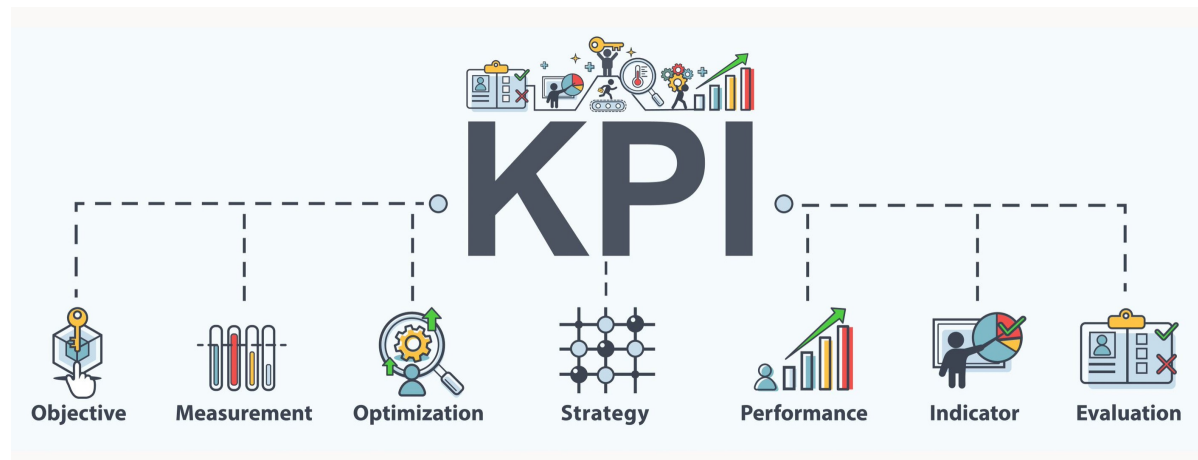 KPI
Objective Measurement Optimization Strategy Performance Indicator Evaluation